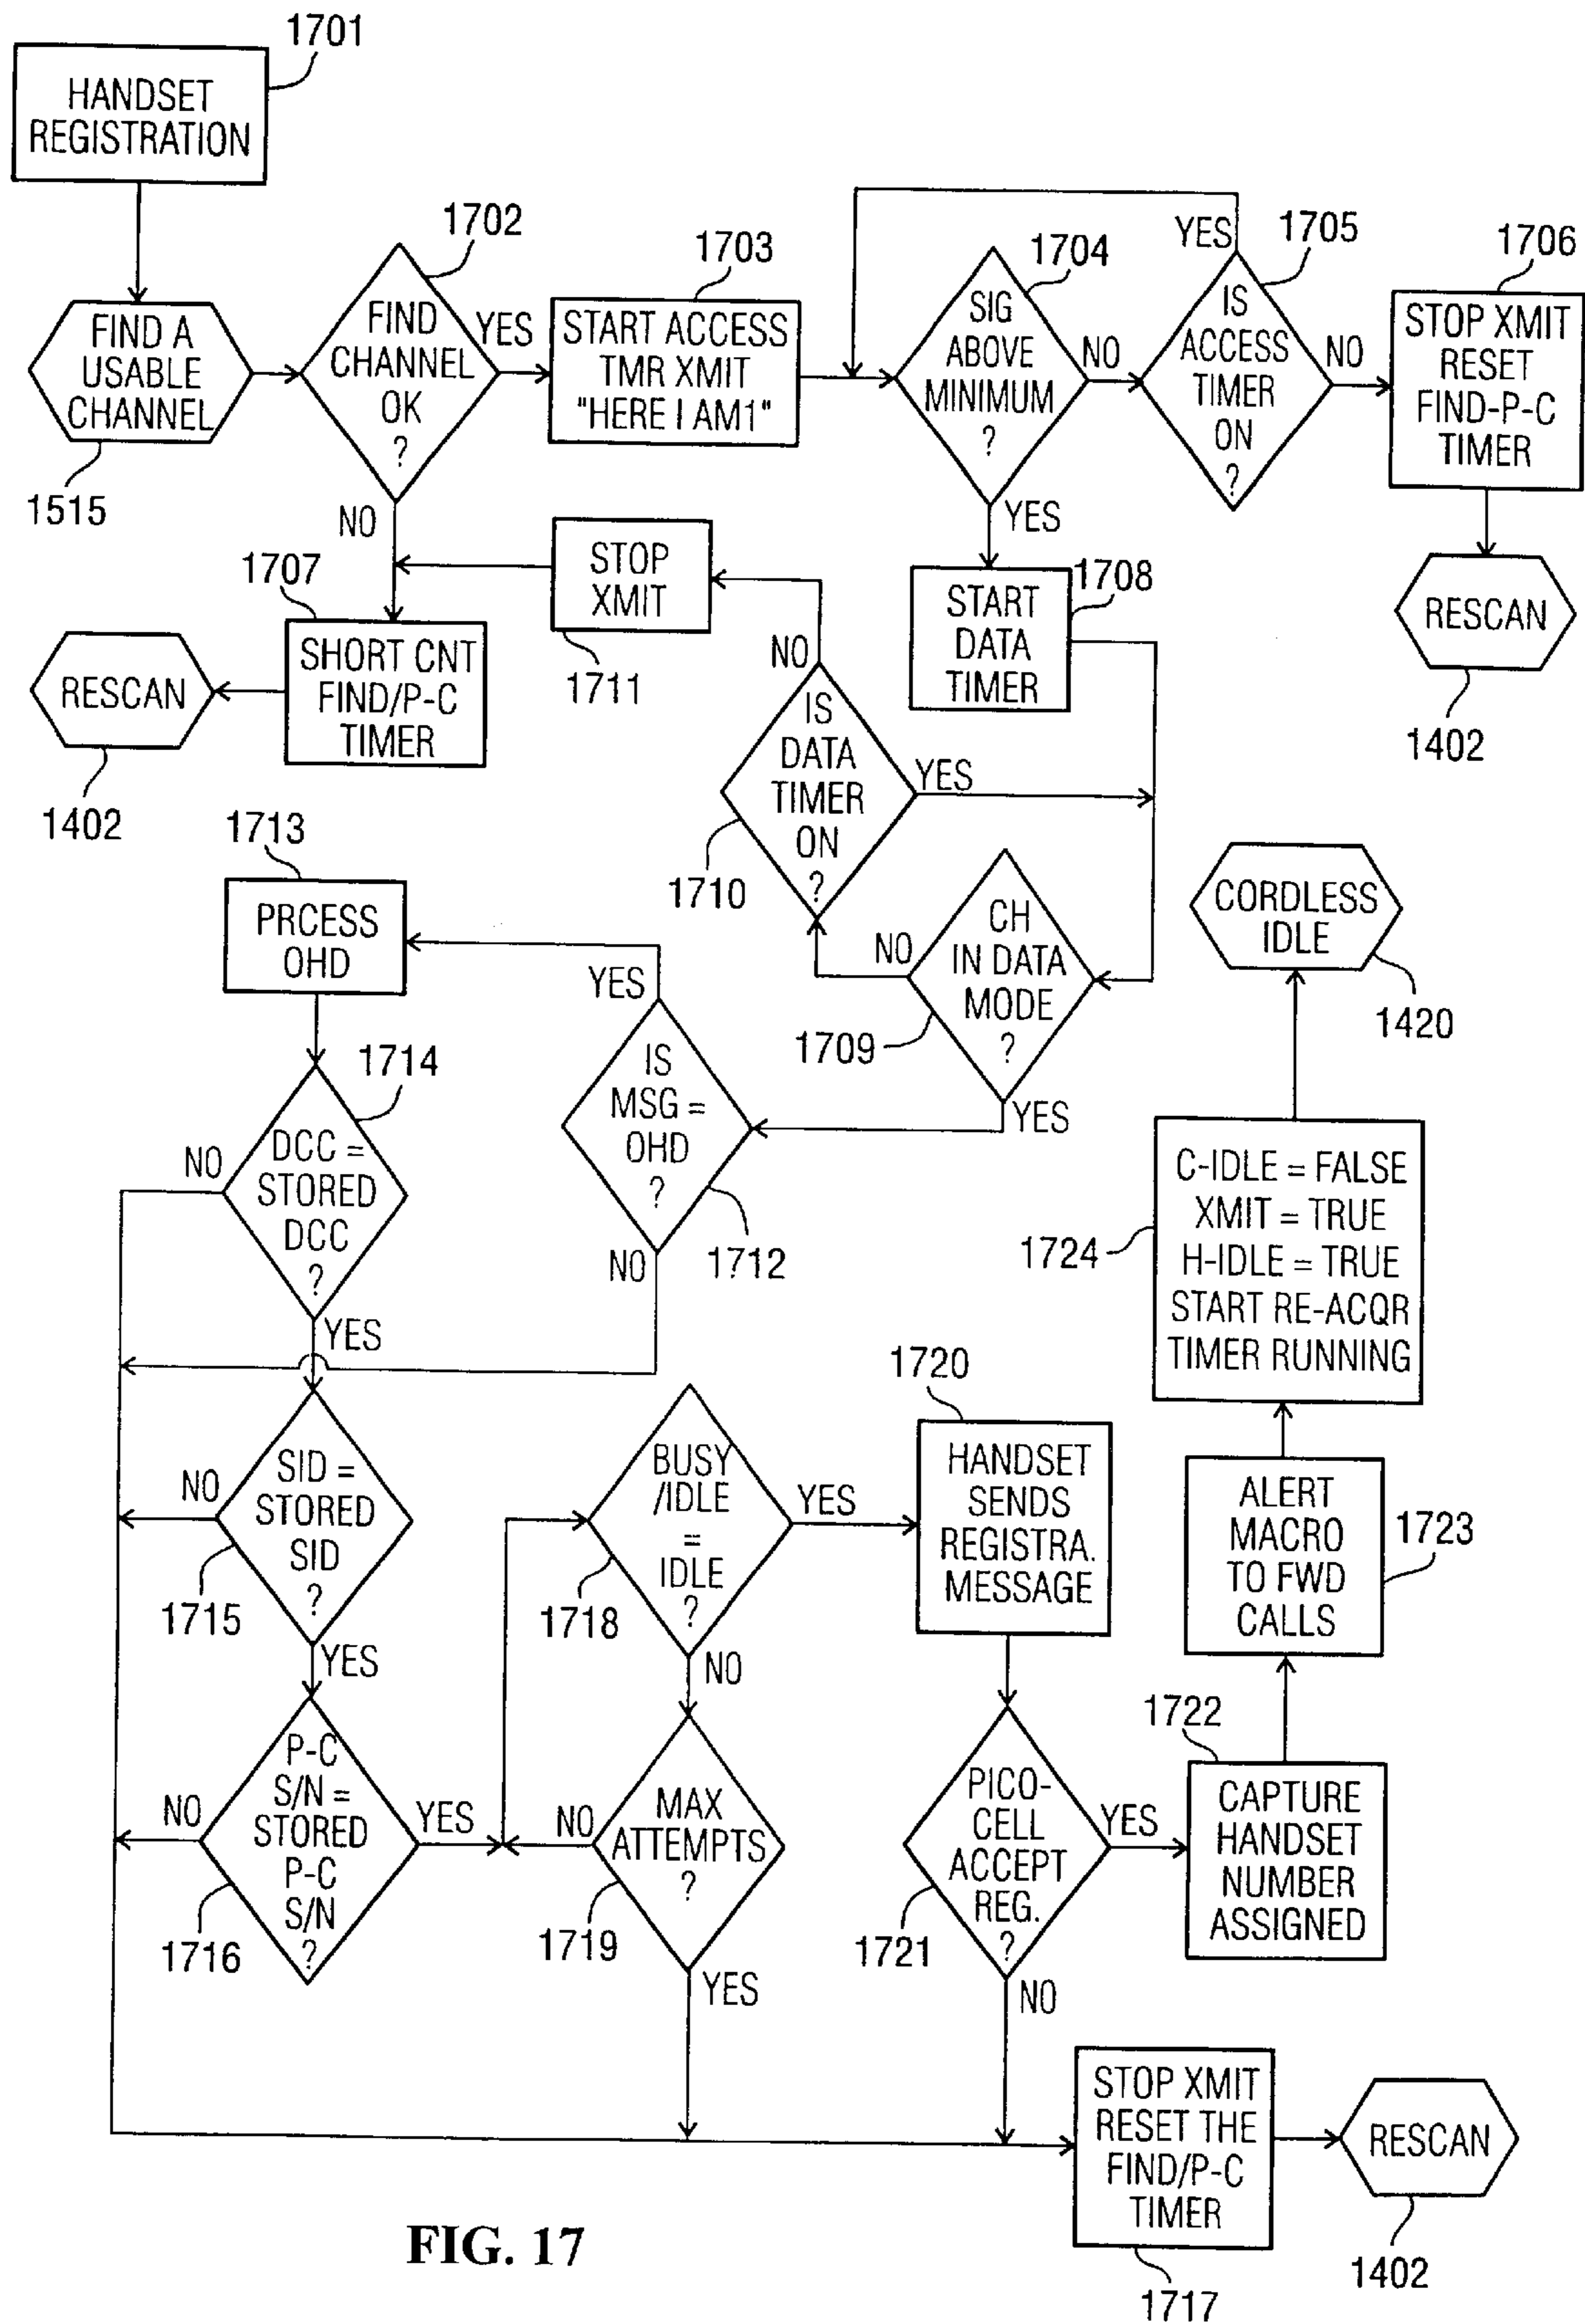 1701
HANDSET
REGISTRATION
1702
1703
1704
1705
1706
FIND A
USABLE
CHANNEL
1515
FIND
CHANNEL
OK
?
YES
NO
START ACCESS
TMR XMIT
"HERE I AM1"
SIG
ABOVE
MINIMUM
?
NO
YES
YES
IS
ACCESS
TIMER
ON
?
NO
STOP XMIT
RESET
FIND-P-C
TIMER
RESCAN
1402
1707
SHORT CNT
FIND/P-C
TIMER
RESCAN
1402
STOP
XMIT
1711
START
DATA
TIMER
1708
NO
IS
DATA
TIMER
ON
?
YES
1710
CH
IN DATA
MODE
?
NO
YES
1709
1713
PRCESS
OHD
YES
IS
MSG =
OHD
?
NO
1712
1714
DCC =
STORED
DCC
?
NO
YES
SID =
STORED
SID
?
NO
YES
1715
P-C
S/N =
STORED
P-C
S/N
?
NO
YES
1716
BUSY
/IDLE
=
IDLE
?
YES
NO
1718
MAX
ATTEMPTS
?
NO
YES
1719
1720
HANDSET
SENDS
REGISTRA.
MESSAGE
PICO-
CELL
ACCEPT
REG.
?
YES
NO
1721
1722
CAPTURE
HANDSET
NUMBER
ASSIGNED
ALERT
MACRO
TO FWD
CALLS
1723
C-IDLE = FALSE
XMIT = TRUE
H-IDLE = TRUE
START RE-ACQR
TIMER RUNNING
1724
CORDLESS
IDLE
1420
STOP XMIT
RESET THE
FIND/P-C
TIMER
1717
RESCAN
1402
FIG. 17